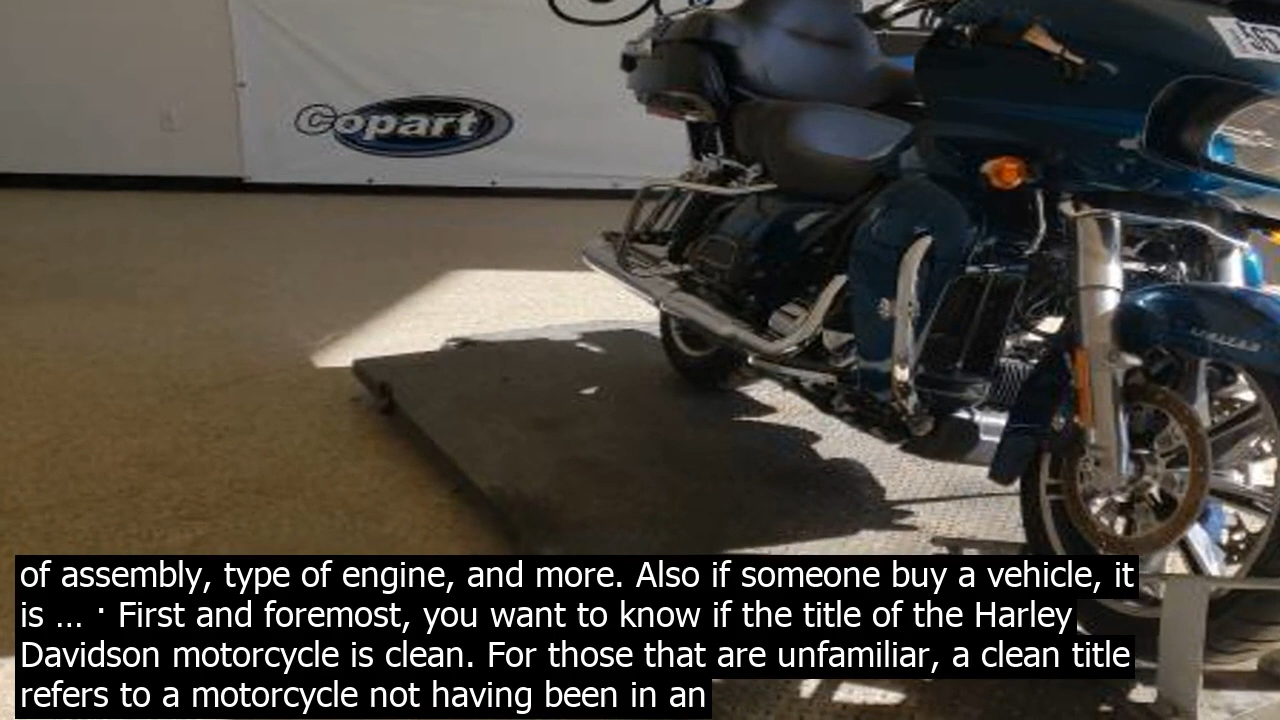 Copart
of assembly, type of engine, and more. Also if someone buy a vehicle, it
is ... · First and foremost, you want to know if the title of the Harley
Davidson motorcycle is clean. For those that are unfamiliar, a clean title
refers to a motorcycle not having been in an